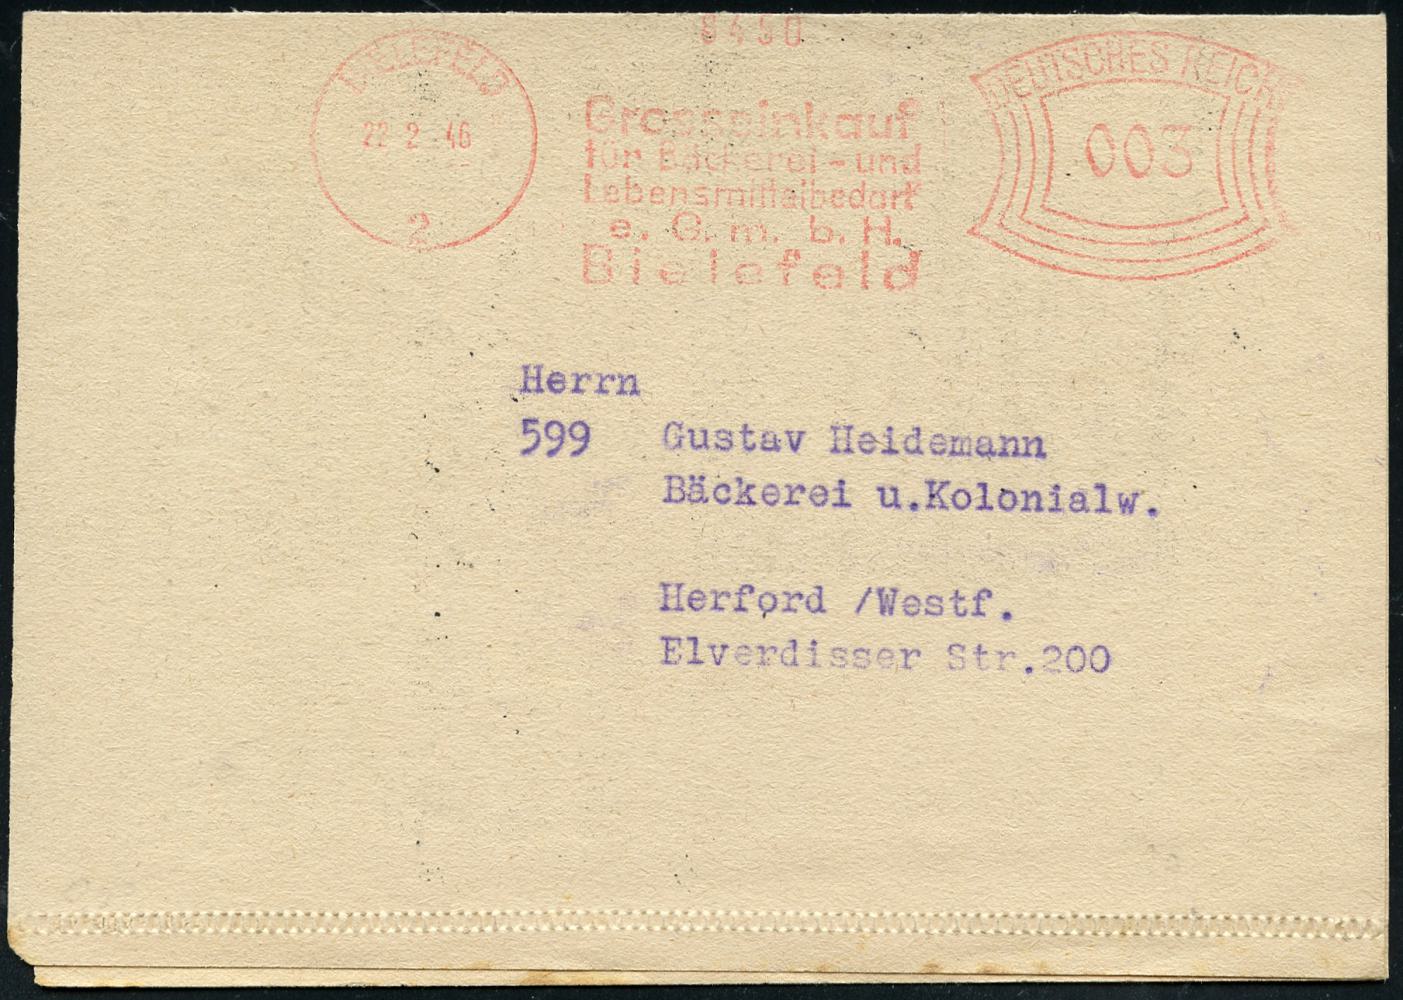 8450
BIELEFELD
22 2 46
2
Grosseinkauf
für Bäckerei-und
Lebensmittelbedarf
e. G. m. b. H.
Bielefeld
DEUTSCHES REICH
003
Herrn
599 Gustav Heidemann
Bäckerei u.Kolonialw.
Herford /Westf.
Elverdisser Str.200